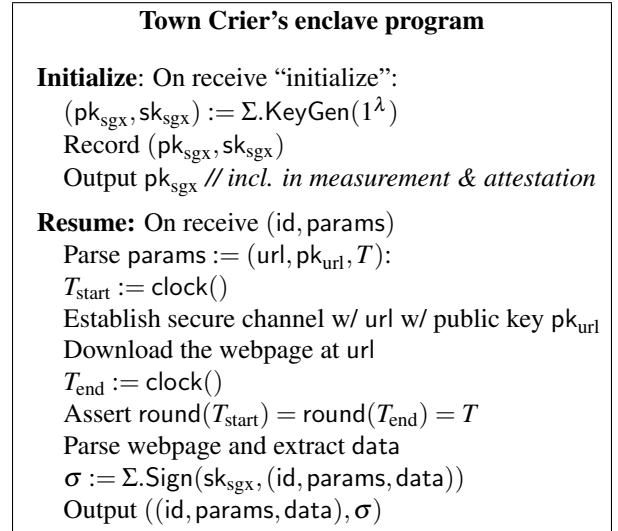 Town Crier's enclave program
Initialize: On receive “initialize”:
(pk_sgx, sk_sgx) := Σ.KeyGen(1^λ)
Record (pk_sgx, sk_sgx)
Output pk_sgx // incl. in measurement & attestation
Resume: On receive (id, params)
Parse params := (url, pk_url, T):
T_start := clock()
Establish secure channel w/ url w/ public key pk_url
Download the webpage at url
T_end := clock()
Assert round(T_start) = round(T_end) = T
Parse webpage and extract data
σ := Σ.Sign(sk_sgx, (id, params, data))
Output ((id, params, data), σ)